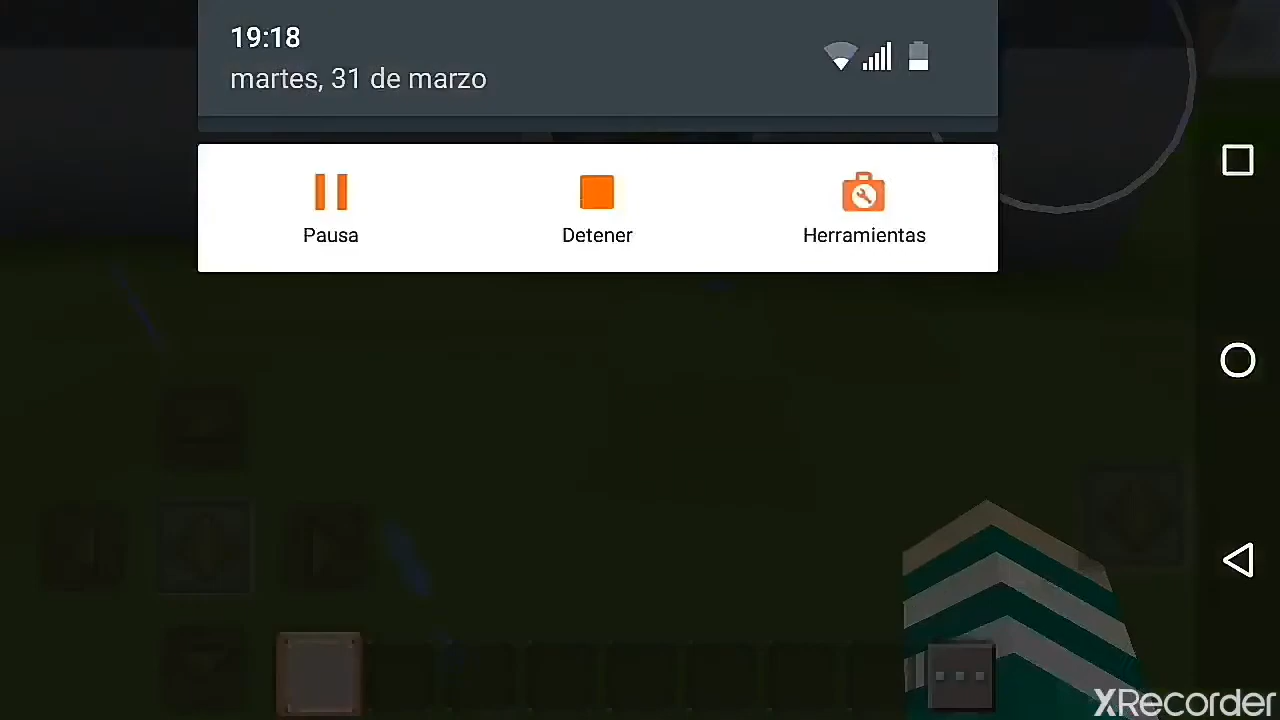 19:18
martes, 31 de marzo
Pausa
Detener
Herramientas
XRecorder